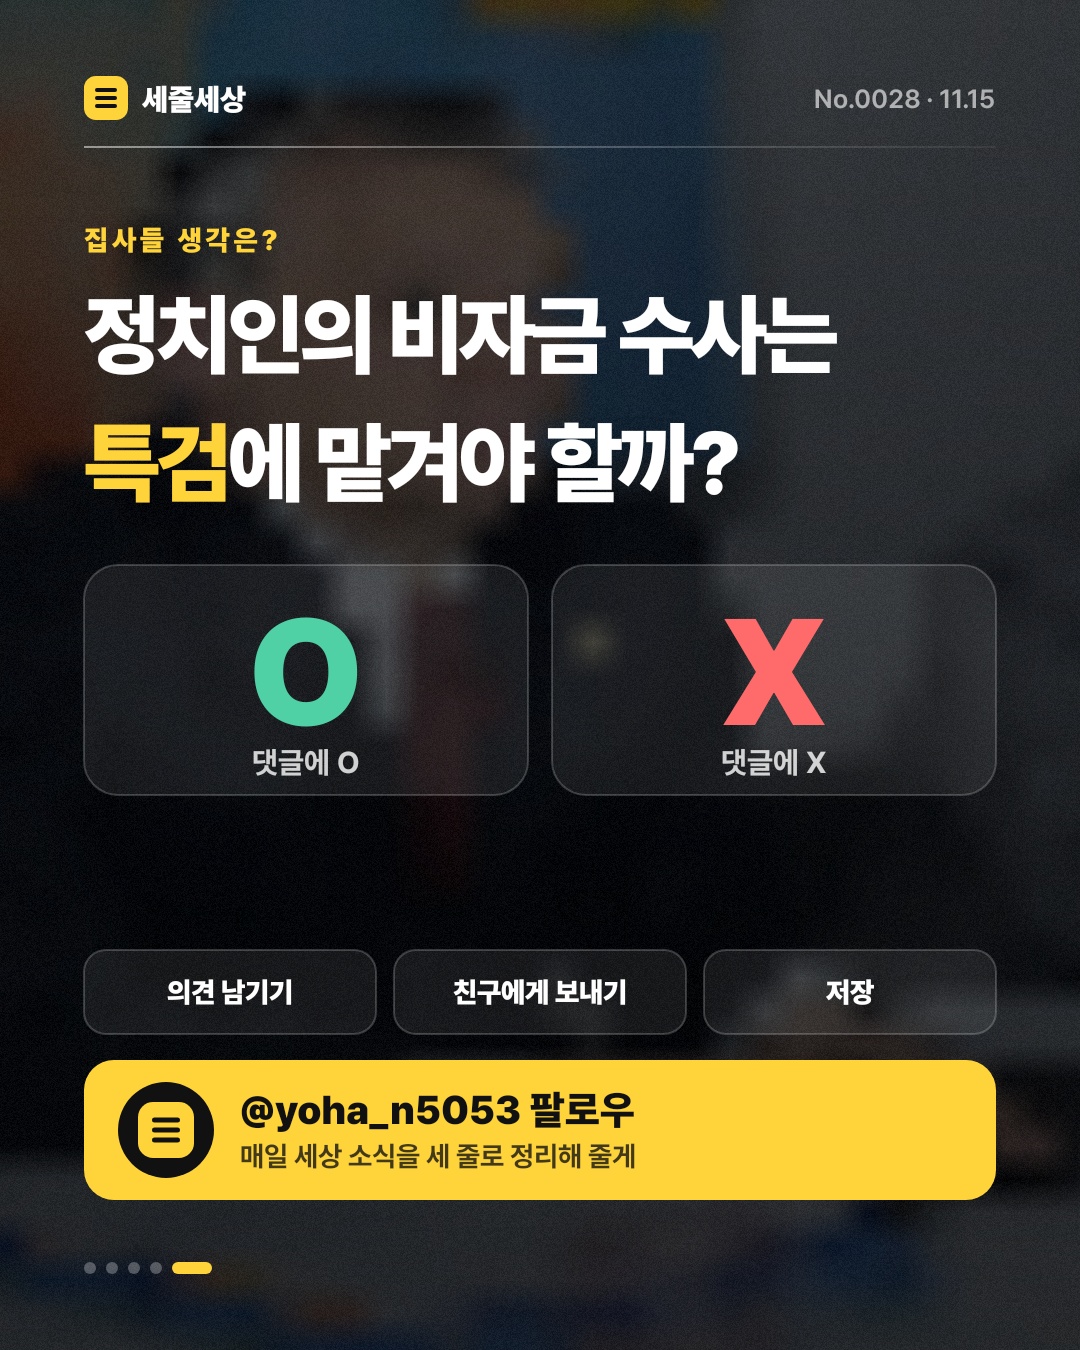 세줄세상
No.0028 · 11.15
집사들 생각은?
정치인의 비자금 수사는
특검에 맡겨야 할까?
O
댓글에 O
X
댓글에 X
의견 남기기
친구에게 보내기
저장
@yoha_n5053 팔로우
매일 세상 소식을 세 줄로 정리해 줄게